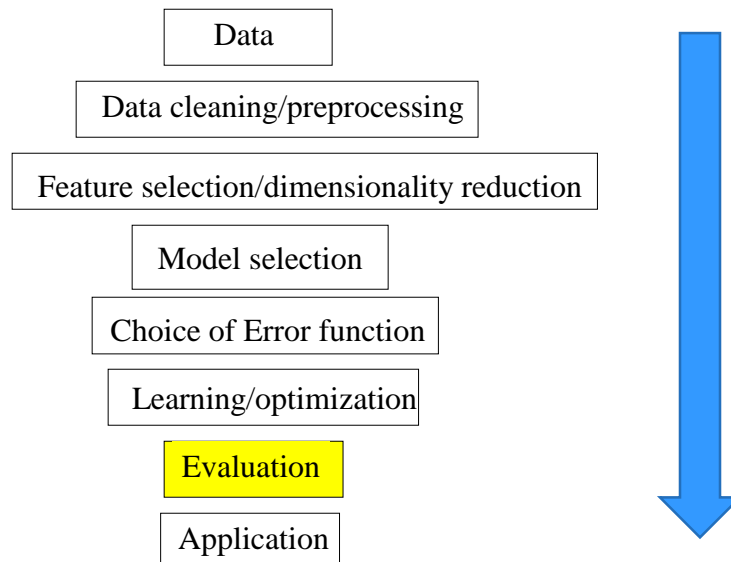 Data
Data cleaning/preprocessing
Feature selection/dimensionality reduction
Model selection
Choice of Error function
Learning/optimization
Evaluation
Application